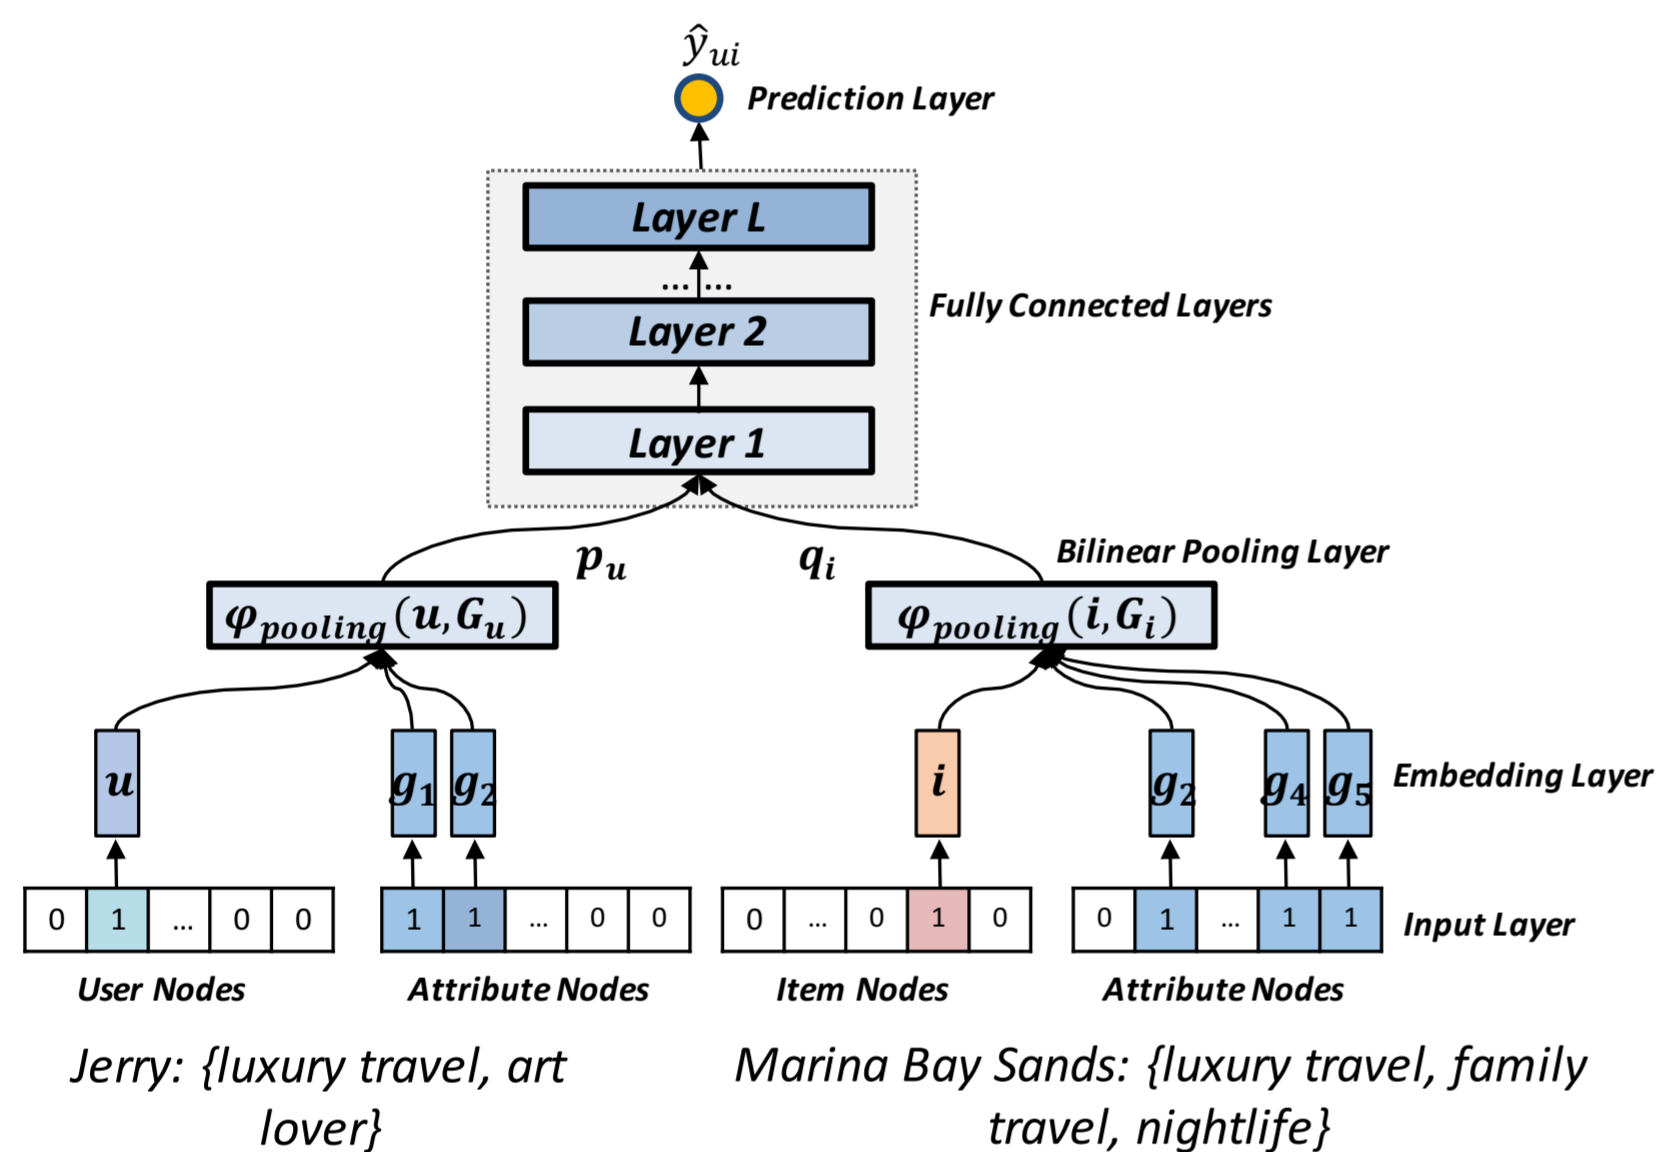 ŷui
Prediction Layer
Layer L
... ...
Layer 2
Fully Connected Layers
Layer 1
pu
qi
Bilinear Pooling Layer
φpooling(u,Gu)
φpooling(i,Gi)
u
g1
g2
i
g2
g4
g5
Embedding Layer
0 1 ... 0 0
1 1 ... 0 0
0 ... 0 1 0
0 1 ... 1 1
Input Layer
User Nodes
Attribute Nodes
Item Nodes
Attribute Nodes
Jerry: {luxury travel, art
lover}
Marina Bay Sands: {luxury travel, family
travel, nightlife}